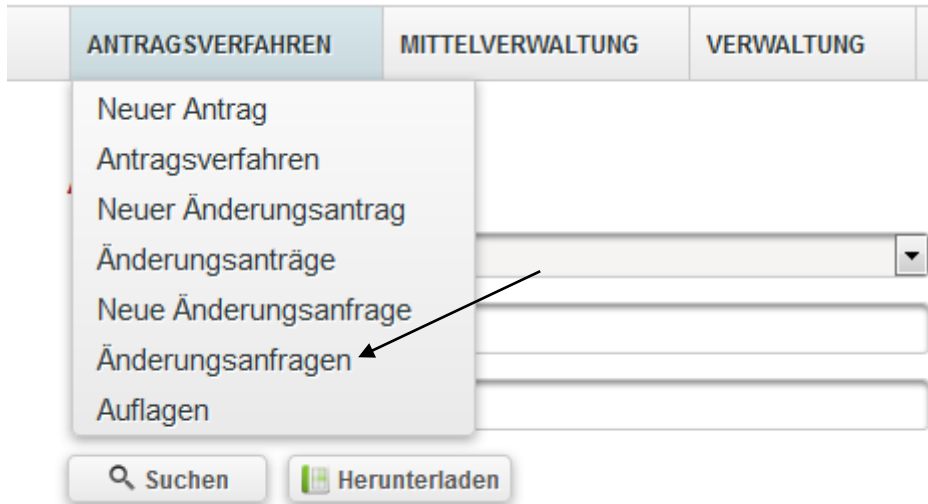 ANTRAGSVERFAHREN MITTELVERWALTUNG VERWALTUNG
Neuer Antrag
Antragsverfahren
Neuer Änderungsantrag
Änderungsanträge
Neue Änderungsanfrage
Änderungsanfragen
Auflagen
Suchen Herunterladen